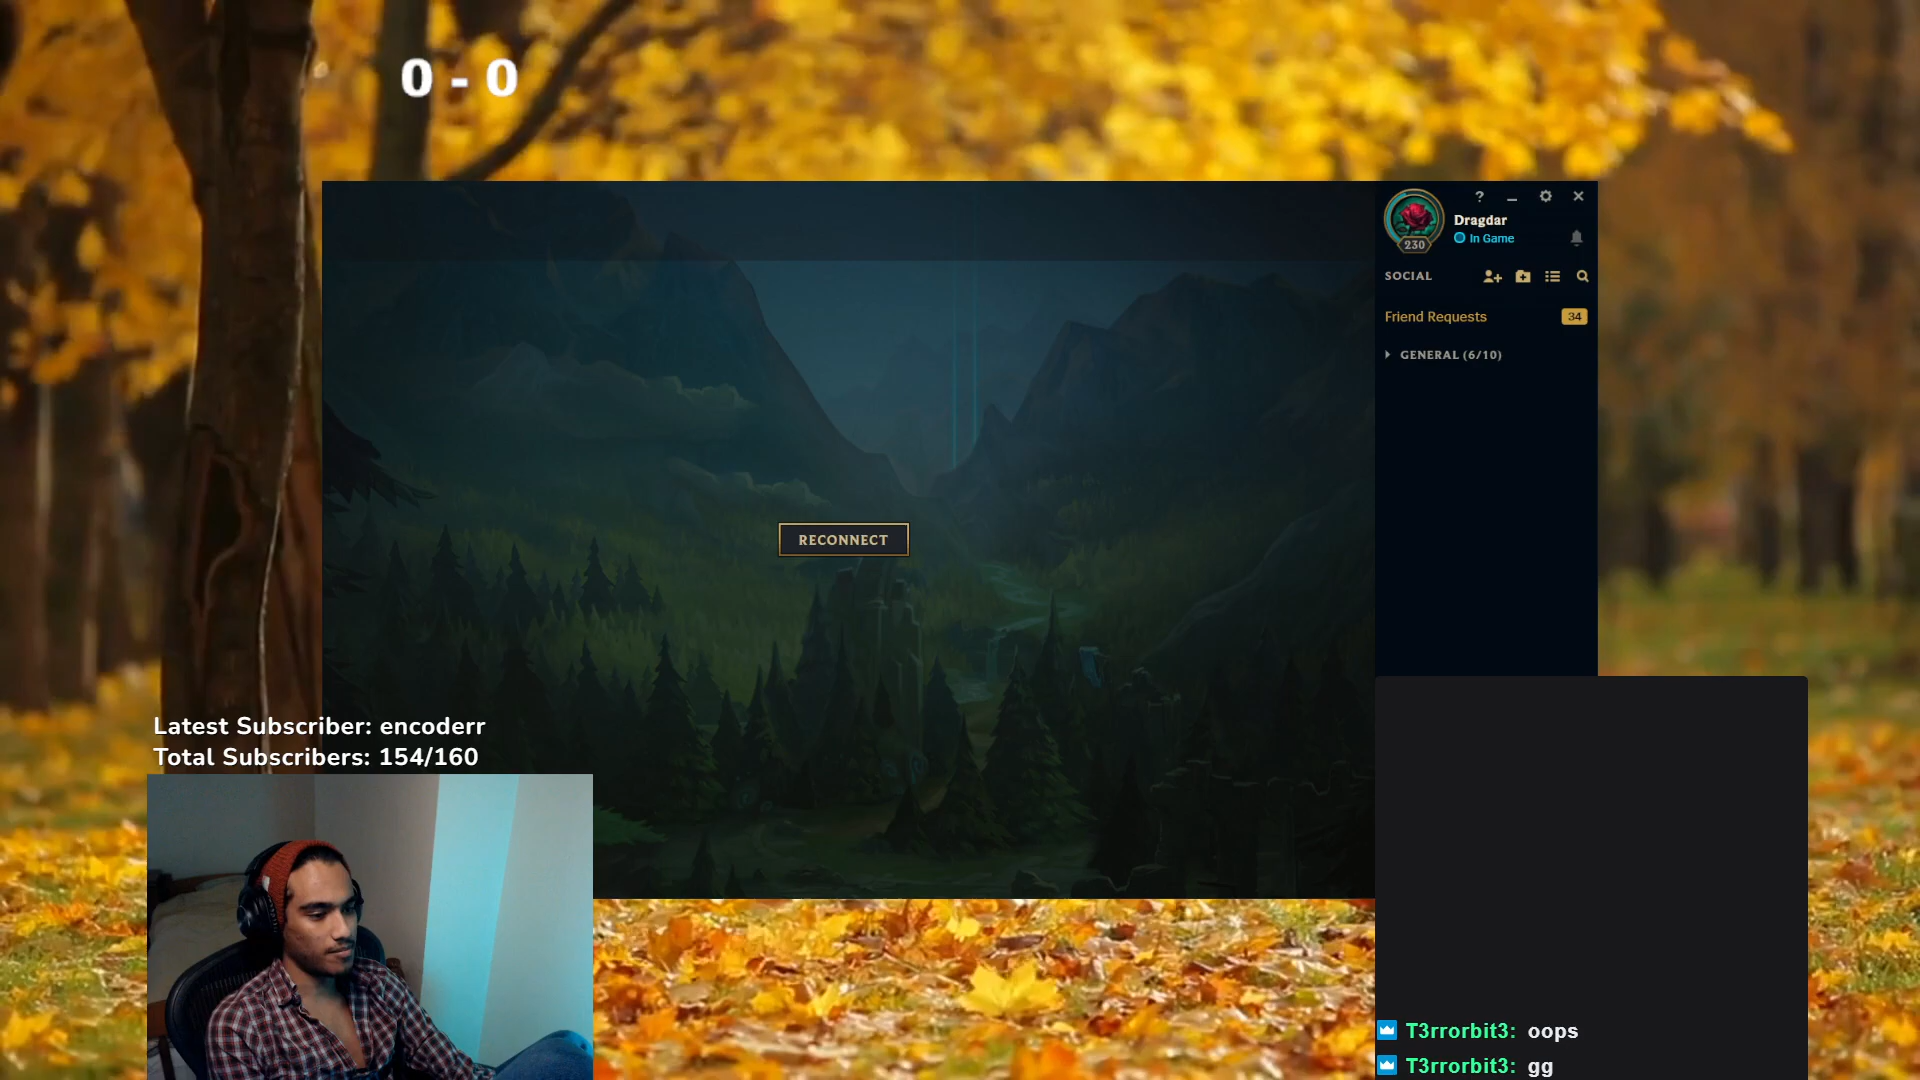 0 - 0
?
Dragdar
230
In Game
SOCIAL
Friend Requests 34
GENERAL (6/10)
RECONNECT
Latest Subscriber: encoderr
Total Subscribers: 154/160
T3rrorbit3: oops
T3rrorbit3: gg